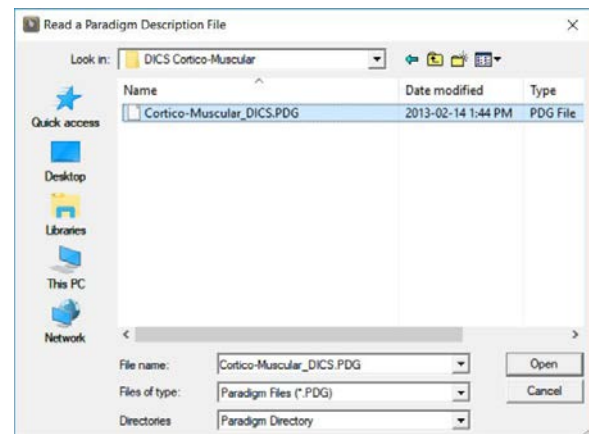 Read a Paradigm Description File
Look in: DICS Cortico-Muscular
Name Date modified Type
Cortico-Muscular_DICS.PDG 2013-02-14 1:44 PM PDG File
Quick access
Desktop
Libraries
This PC
Network
File name: Cortico-Muscular_DICS.PDG Open
Files of type: Paradigm Files (*.PDG) Cancel
Directories Paradigm Directory